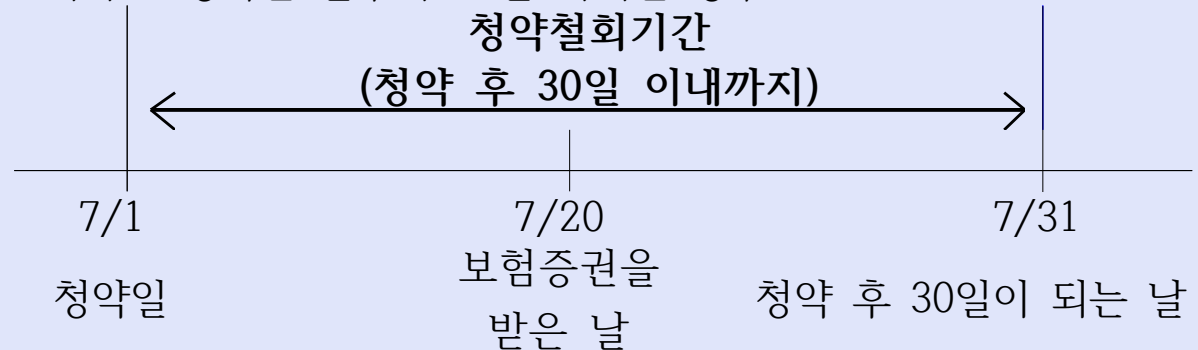 청약철회기간
(청약 후 30일 이내까지)
7/1
7/20
7/31
청약일
보험증권을
받은 날
청약 후 30일이 되는 날